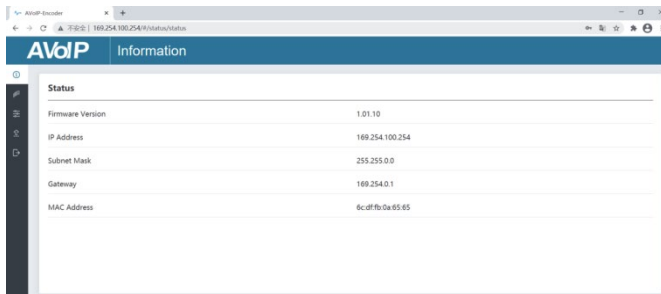 AVoIP-Encoder
不安全 | 169.254.100.254/#/status/status
AVoIP Information
Status
Firmware Version 1.01.10
IP Address 169.254.100.254
Subnet Mask 255.255.0.0
Gateway 169.254.0.1
MAC Address 6c:df:fb:0a:65:65